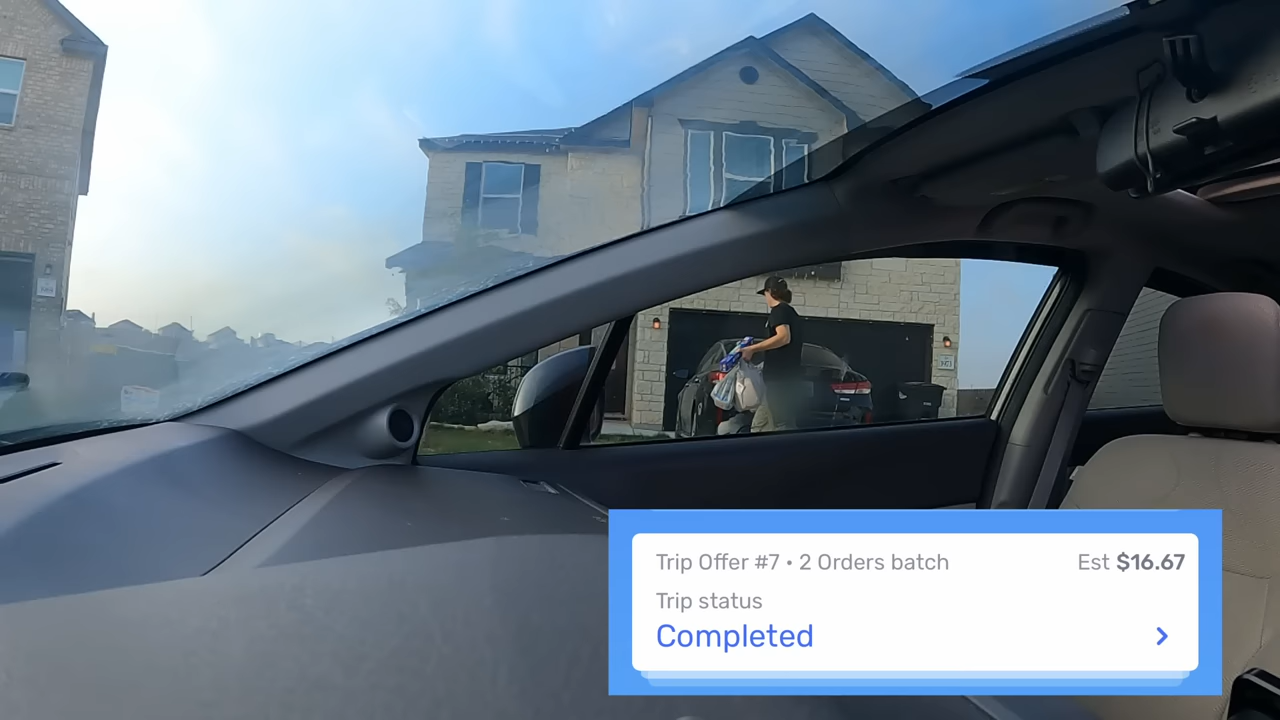 Trip Offer #7 • 2 Orders batch
Est $16.67
Trip status
Completed